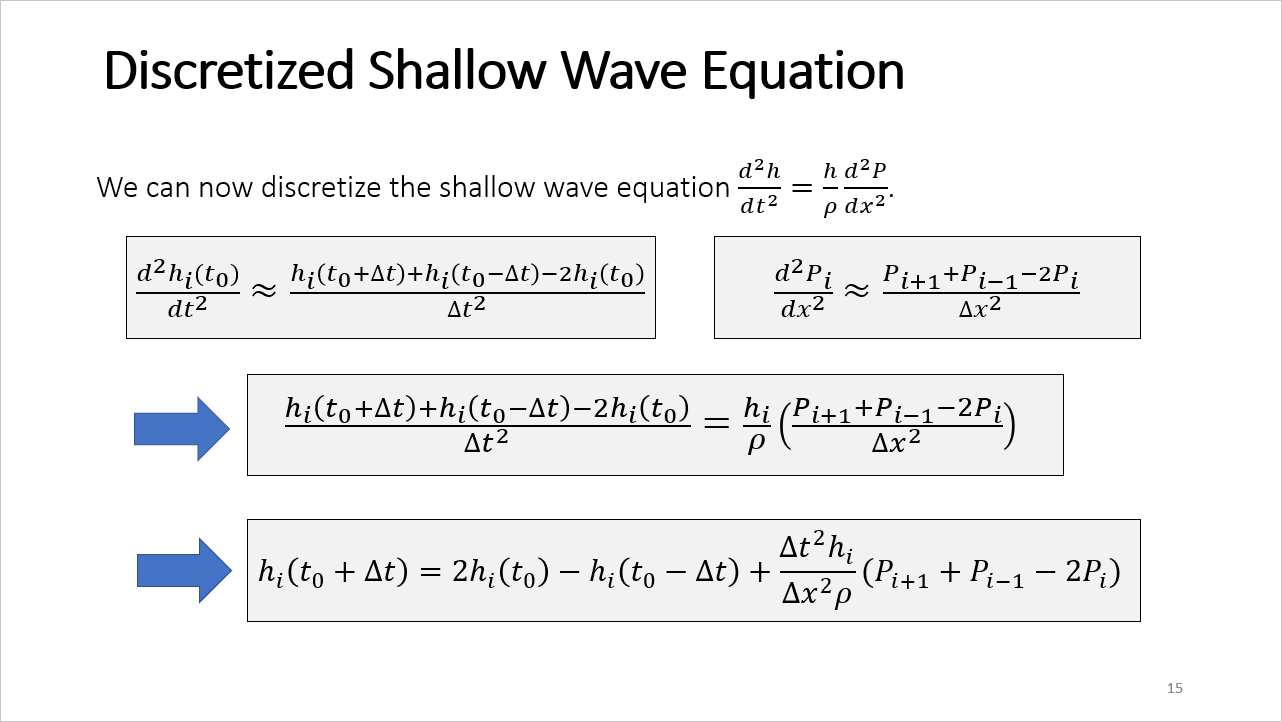 Discretized Shallow Wave Equation
We can now discretize the shallow wave equation $\frac{d^2h}{dt^2} = \frac{h}{\rho}\frac{d^2P}{dx^2}$.
$\frac{d^2h_i(t_0)}{dt^2} \approx \frac{h_i(t_0+\Delta t)+h_i(t_0-\Delta t)-2h_i(t_0)}{\Delta t^2}$
$\frac{d^2P_i}{dx^2} \approx \frac{P_{i+1}+P_{i-1}-2P_i}{\Delta x^2}$
$\frac{h_i(t_0+\Delta t)+h_i(t_0-\Delta t)-2h_i(t_0)}{\Delta t^2} = \frac{h_i}{\rho}\left(\frac{P_{i+1}+P_{i-1}-2P_i}{\Delta x^2}\right)$
$h_i(t_0 + \Delta t) = 2h_i(t_0) - h_i(t_0 - \Delta t) + \frac{\Delta t^2 h_i}{\Delta x^2 \rho}(P_{i+1} + P_{i-1} - 2P_i)$
15